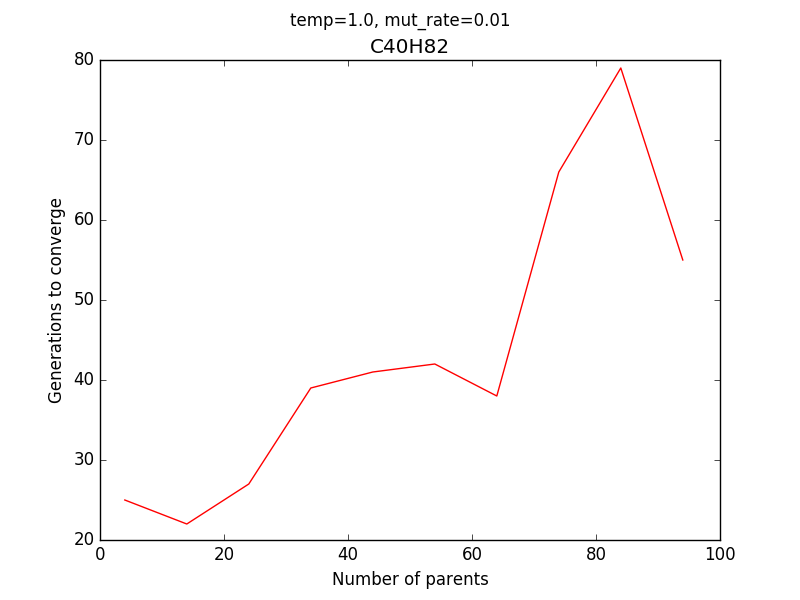 temp=1.0, mut_rate=0.01
C40H82
80
70
60
50
40
30
20
Generations to converge
0 20 40 60 80 100
Number of parents